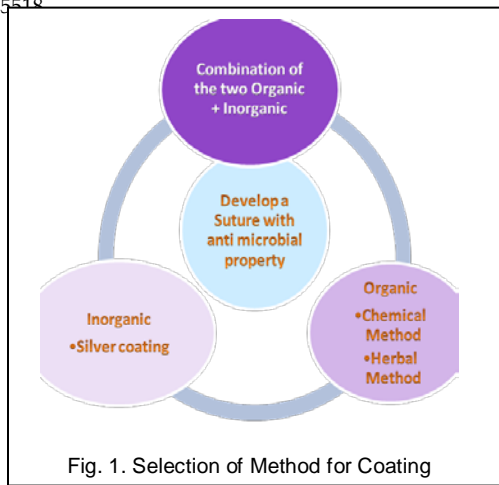 5518
Combination of
the two Organic
+ Inorganic
Develop a
Suture with
anti microbial
property
Inorganic
•Silver coating
Organic
•Chemical
Method
•Herbal
Method
Fig. 1. Selection of Method for Coating